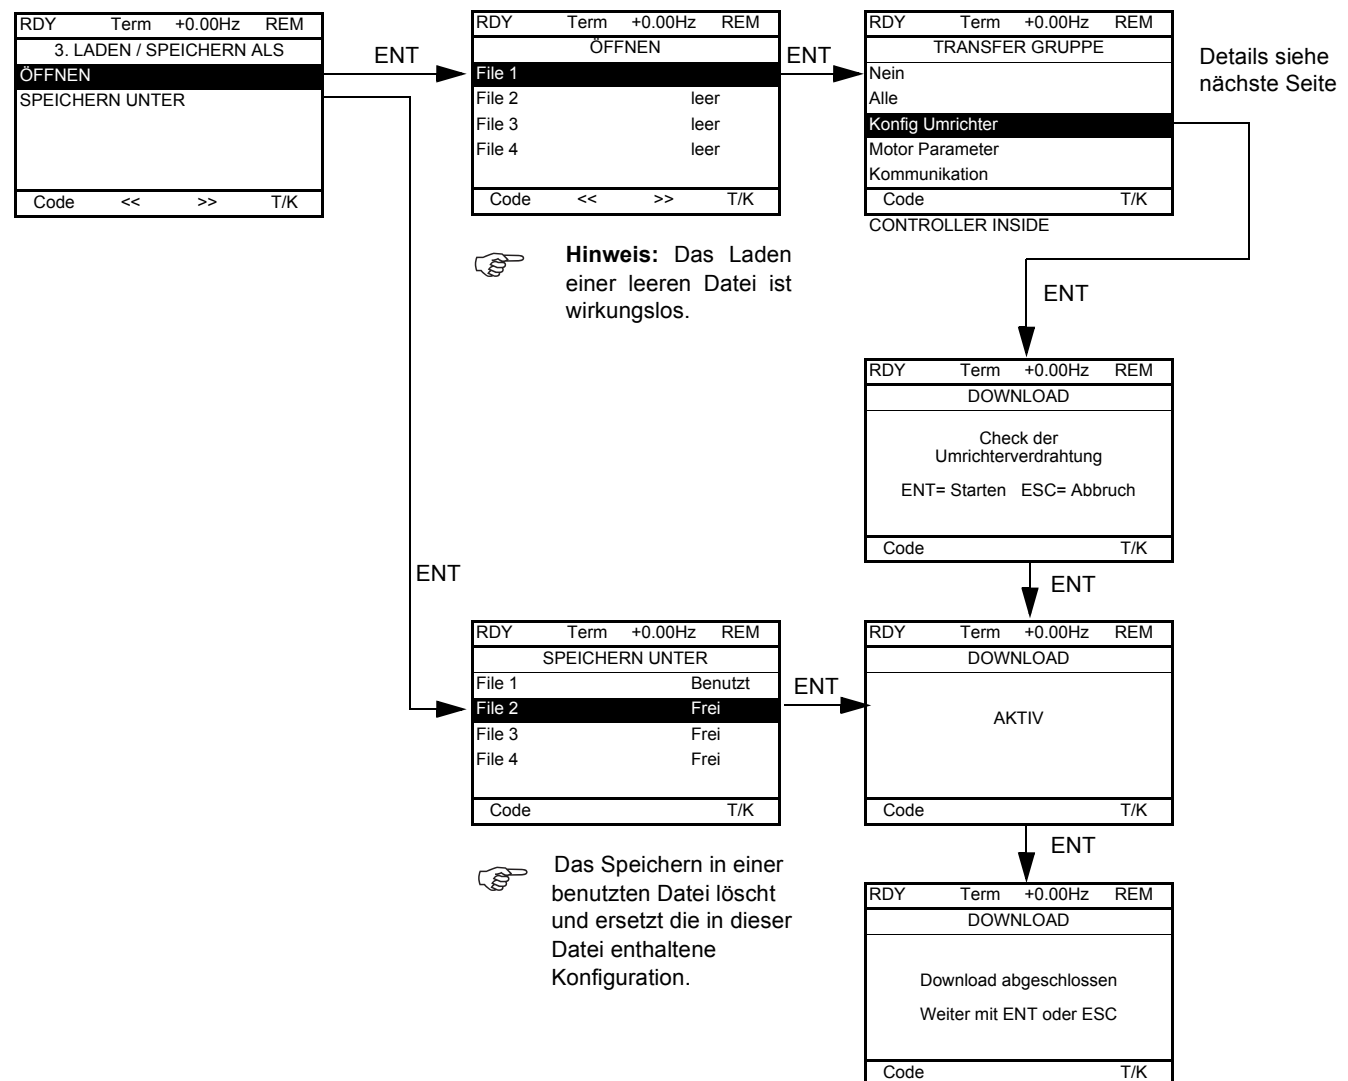 RDY Term +0.00Hz REM
3. LADEN / SPEICHERN ALS
ÖFFNEN
SPEICHERN UNTER
Code << >> T/K
ENT
RDY Term +0.00Hz REM
ÖFFNEN
File 1
File 2 leer
File 3 leer
File 4 leer
Code << >> T/K
ENT
RDY Term +0.00Hz REM
TRANSFER GRUPPE
Nein
Alle
Konfig Umrichter
Motor Parameter
Kommunikation
Code T/K
CONTROLLER INSIDE
Details siehe
nächste Seite
Hinweis: Das Laden
einer leeren Datei ist
wirkungslos.
ENT
RDY Term +0.00Hz REM
DOWNLOAD
Check der
Umrichterverdrahtung
ENT= Starten ESC= Abbruch
Code T/K
ENT
ENT
RDY Term +0.00Hz REM
SPEICHERN UNTER
File 1 Benutzt
File 2 Frei
File 3 Frei
File 4 Frei
Code T/K
ENT
RDY Term +0.00Hz REM
DOWNLOAD
AKTIV
Code T/K
ENT
Das Speichern in einer
benutzten Datei löscht
und ersetzt die in dieser
Datei enthaltene
Konfiguration.
RDY Term +0.00Hz REM
DOWNLOAD
Download abgeschlossen
Weiter mit ENT oder ESC
Code T/K